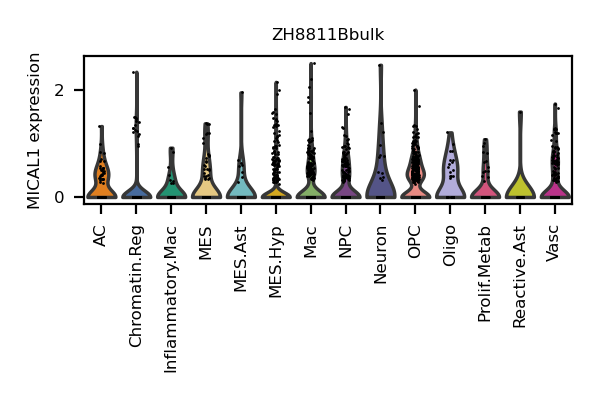 ZH8811Bbulk
MICAL1 expression
2
0
AC
Chromatin.Reg
Inflammatory.Mac
MES
MES.Ast
MES.Hyp
Mac
NPC
Neuron
OPC
Oligo
Prolif.Metab
Reactive.Ast
Vasc